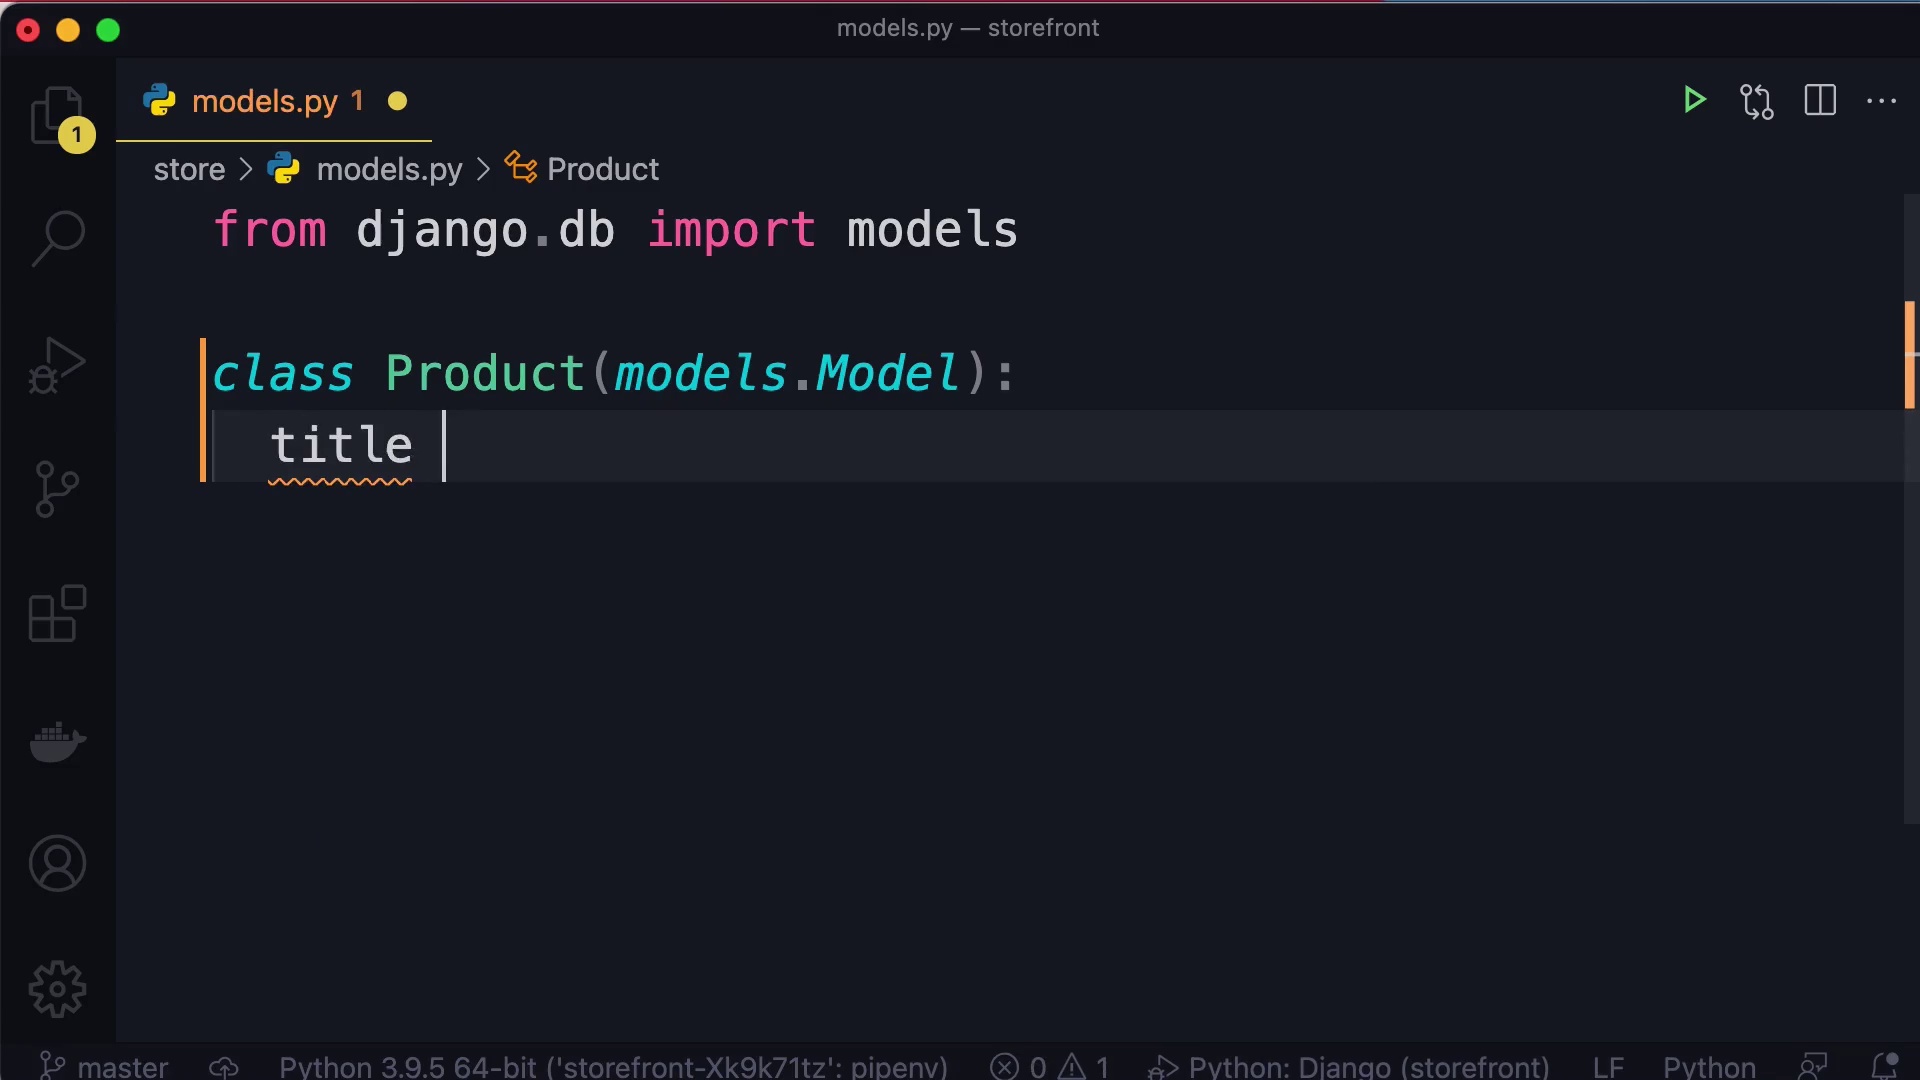 models.py — storefront
models.py 1
1
store > models.py > Product
from django.db import models
class Product(models.Model):
title
master Python 3.9.5 64-bit ('storefront-Xk9k71tz': pipenv) 0 1 Python: Django (storefront) LF Python